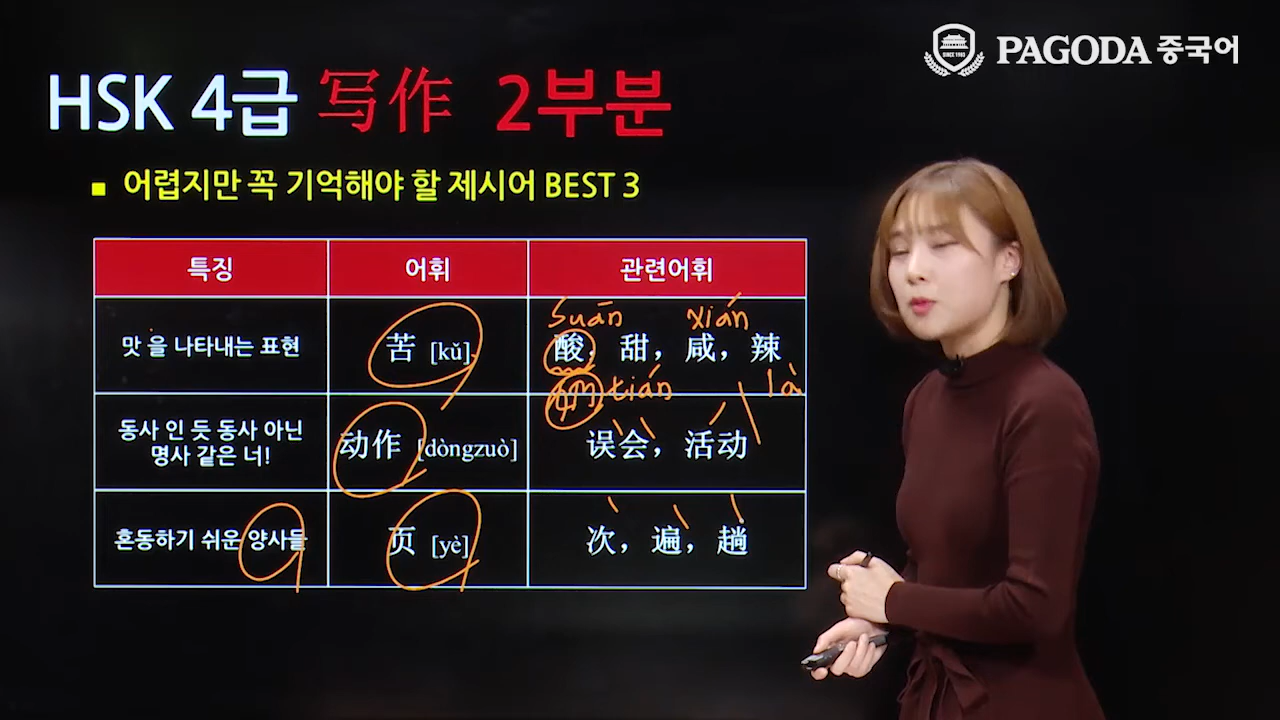 PAGODA 중국어
SINCE 1983
HSK 4급 写作 2부분
어렵지만 꼭 기억해야 할 제시어 BEST 3
특징 어휘 관련어휘
suān xián
맛 을 나타내는 표현 苦 [kǔ] 酸, 甜, 咸, 辣
tián là
동사 인 듯 동사 아닌
명사 같은 너! 动作 [dòngzuò] 误会, 活动
혼동하기 쉬운 양사들 页 [yè] 次, 遍, 趟